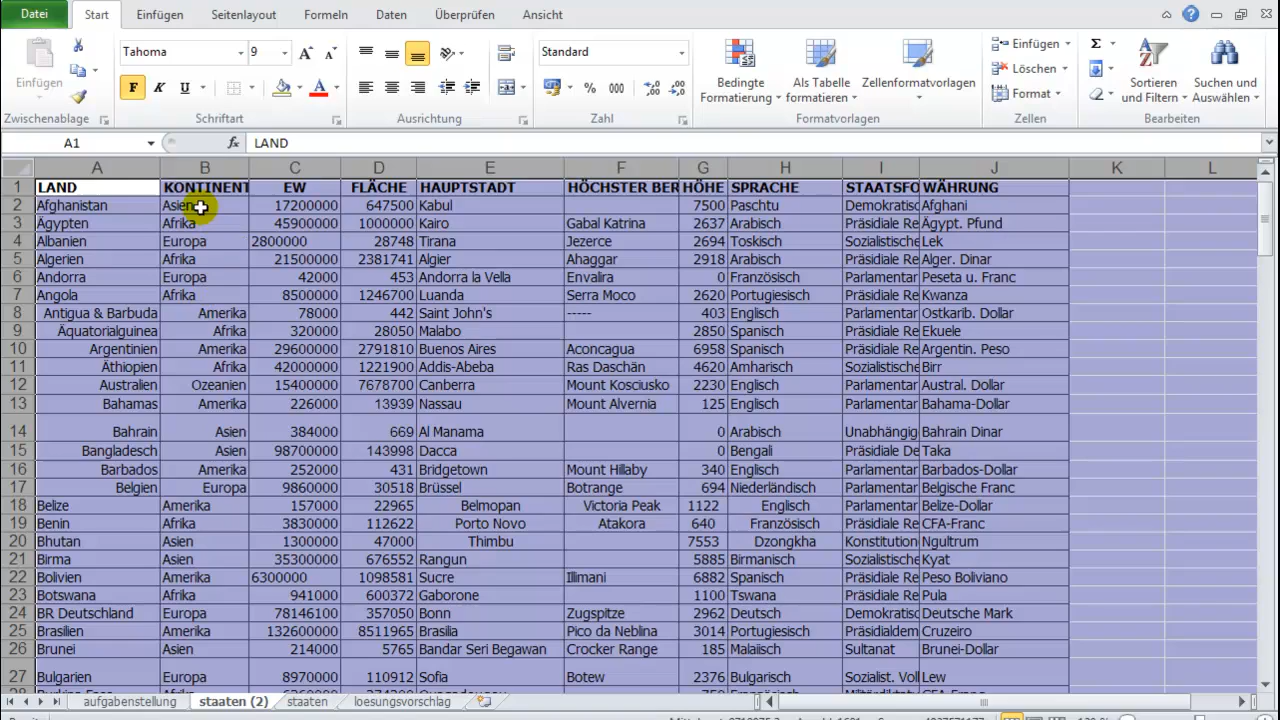 Datei Start Einfügen Seitenlayout Formeln Daten Überprüfen Ansicht
Tahoma 9 Standard
Einfügen F K U A % 000 Bedingte Formatierung Als Tabelle formatieren Zellenformatvorlagen Einfügen Löschen Format Σ Sortieren und Filtern Suchen und Auswählen
Zwischenablage Schriftart Ausrichtung Zahl Formatvorlagen Zellen Bearbeiten
A1 fx LAND
A B C D E F G H I J K L
1 LAND KONTINENT EW FLÄCHE HAUPTSTADT HÖCHSTER BER HÖHE SPRACHE STAATSFO WÄHRUNG
2 Afghanistan Asien 17200000 647500 Kabul 7500 Paschtu Demokratisc Afghani
3 Ägypten Afrika 45900000 1000000 Kairo Gabal Katrina 2637 Arabisch Präsidiale Re Ägypt. Pfund
4 Albanien Europa 2800000 28748 Tirana Jezerce 2694 Toskisch Sozialistische Lek
5 Algerien Afrika 21500000 2381741 Algier Ahaggar 2918 Arabisch Präsidiale Re Alger. Dinar
6 Andorra Europa 42000 453 Andorra la Vella Envalira 0 Französisch Parlamentar Peseta u. Franc
7 Angola Afrika 8500000 1246700 Luanda Serra Moco 2620 Portugiesisch Präsidiale Re Kwanza
8 Antigua & Barbuda Amerika 78000 442 Saint John's ----- 403 Englisch Parlamentar Ostkarib. Dollar
9 Äquatorialguinea Afrika 320000 28050 Malabo 2850 Spanisch Präsidiale Re Ekuele
10 Argentinien Amerika 29600000 2791810 Buenos Aires Aconcagua 6958 Spanisch Präsidiale Re Argentin. Peso
11 Äthiopien Afrika 42000000 1221900 Addis-Abeba Ras Daschän 4620 Amharisch Sozialistische Birr
12 Australien Ozeanien 15400000 7678700 Canberra Mount Kosciusko 2230 Englisch Parlamentar Austral. Dollar
13 Bahamas Amerika 226000 13939 Nassau Mount Alvernia 125 Englisch Parlamentar Bahama-Dollar
14 Bahrain Asien 384000 669 Al Manama 0 Arabisch Unabhängig Bahrain Dinar
15 Bangladesch Asien 98700000 143998 Dacca 0 Bengali Präsidiale De Taka
16 Barbados Amerika 252000 431 Bridgetown Mount Hillaby 340 Englisch Parlamentar Barbados-Dollar
17 Belgien Europa 9860000 30518 Brüssel Botrange 694 Niederländisch Parlamentar Belgische Franc
18 Belize Amerika 157000 22965 Belmopan Victoria Peak 1122 Englisch Parlamentar Belize-Dollar
19 Benin Afrika 3830000 112622 Porto Novo Atakora 640 Französisch Präsidiale Re CFA-Franc
20 Bhutan Asien 1300000 47000 Thimbu 7553 Dzongkha Konstitution Ngultrum
21 Birma Asien 35300000 676552 Rangun 5885 Birmanisch Sozialistische Kyat
22 Bolivien Amerika 6300000 1098581 Sucre Illimani 6882 Spanisch Präsidiale Re Peso Boliviano
23 Botswana Afrika 941000 600372 Gaborone 1100 Tswana Präsidiale Re Pula
24 BR Deutschland Europa 78146100 357050 Bonn Zugspitze 2962 Deutsch Demokratisc Deutsche Mark
25 Brasilien Amerika 132600000 8511965 Brasilia Pico da Neblina 3014 Portugiesisch Präsidialdem Cruzeiro
26 Brunei Asien 214000 5765 Bandar Seri Begawan Crocker Range 185 Malaiisch Sultanat Brunei-Dollar
27 Bulgarien Europa 8970000 110912 Sofia Botew 2376 Bulgarisch Sozialist. Voll Lew
aufgabenstellung staaten (2) staaten loesungsvorschlag